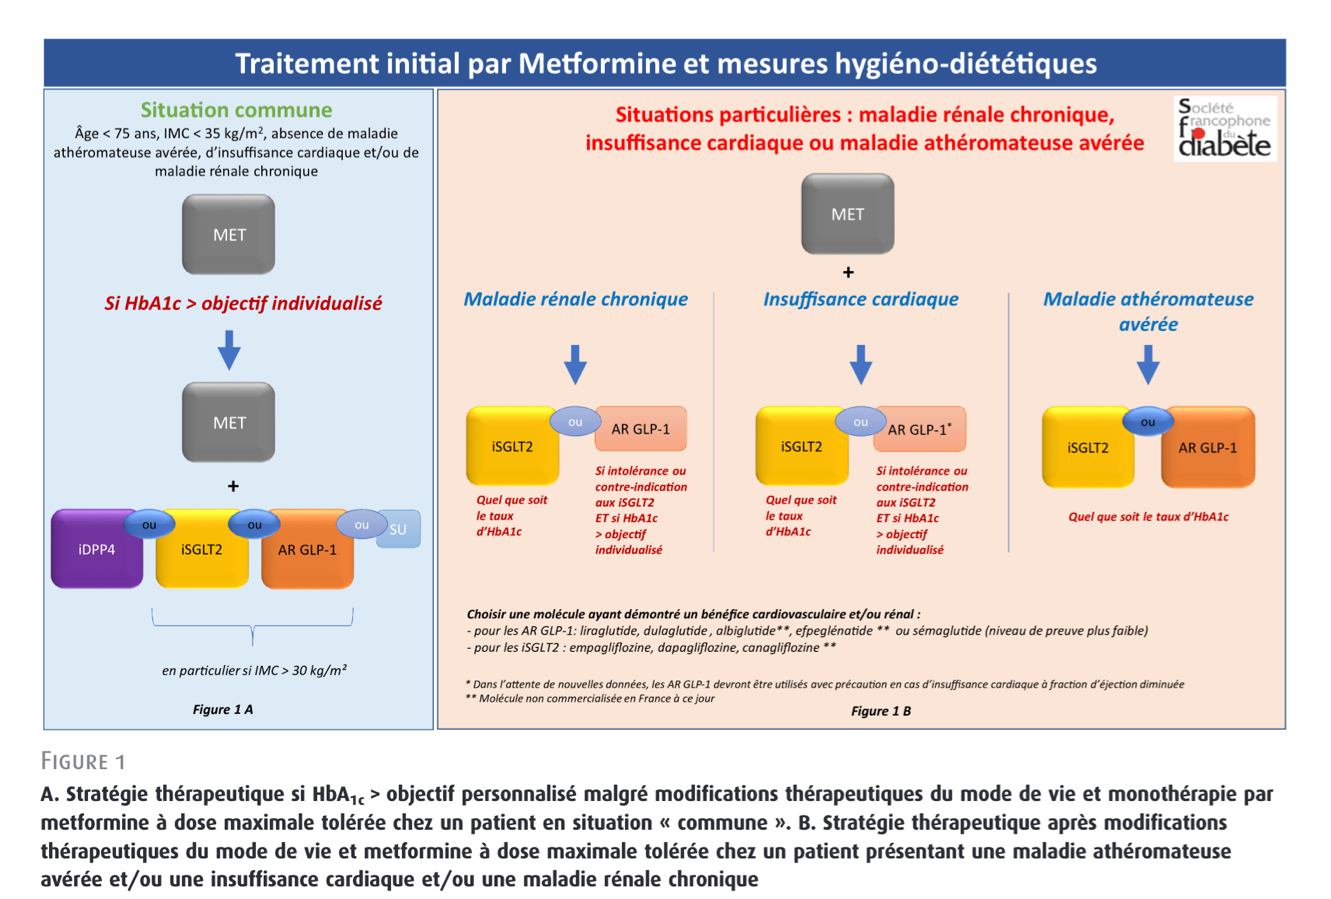 Traitement initial par Metformine et mesures hygiéno-diététiques
Situation commune
Âge < 75 ans, IMC < 35 kg/m², absence de maladie
athéromateuse avérée, d'insuffisance cardiaque et/ou de
maladie rénale chronique
MET
Si HbA1c > objectif individualisé
MET
+
iDPP4
ou
iSGLT2
ou
AR GLP-1
ou
SU
en particulier si IMC > 30 kg/m²
Figure 1 A
Situations particulières : maladie rénale chronique,
insuffisance cardiaque ou maladie athéromateuse avérée
Société
francophone
du
diabète
MET
+
Maladie rénale chronique
iSGLT2
ou
AR GLP-1
Quel que soit
le taux
d'HbA1c
Si intolérance ou
contre-indication
aux iSGLT2
ET si HbA1c
> objectif
individualisé
Insuffisance cardiaque
iSGLT2
ou
AR GLP-1*
Quel que soit
le taux
d'HbA1c
Si intolérance ou
contre-indication
aux iSGLT2
ET si HbA1c
> objectif
individualisé
Maladie athéromateuse
avérée
iSGLT2
ou
AR GLP-1
Quel que soit le taux d'HbA1c
Choisir une molécule ayant démontré un bénéfice cardiovasculaire et/ou rénal :
- pour les AR GLP-1: liraglutide, dulaglutide , albiglutide**, efpeglénatide ** ou sémaglutide (niveau de preuve plus faible)
- pour les iSGLT2 : empagliflozine, dapagliflozine, canagliflozine **
* Dans l'attente de nouvelles données, les AR GLP-1 devront être utilisés avec précaution en cas d'insuffisance cardiaque à fraction d'éjection diminuée
** Molécule non commercialisée en France à ce jour
Figure 1 B
Figure 1
A. Stratégie thérapeutique si HbA1c > objectif personnalisé malgré modifications thérapeutiques du mode de vie et monothérapie par
metformine à dose maximale tolérée chez un patient en situation « commune ». B. Stratégie thérapeutique après modifications
thérapeutiques du mode de vie et metformine à dose maximale tolérée chez un patient présentant une maladie athéromateuse
avérée et/ou une insuffisance cardiaque et/ou une maladie rénale chronique